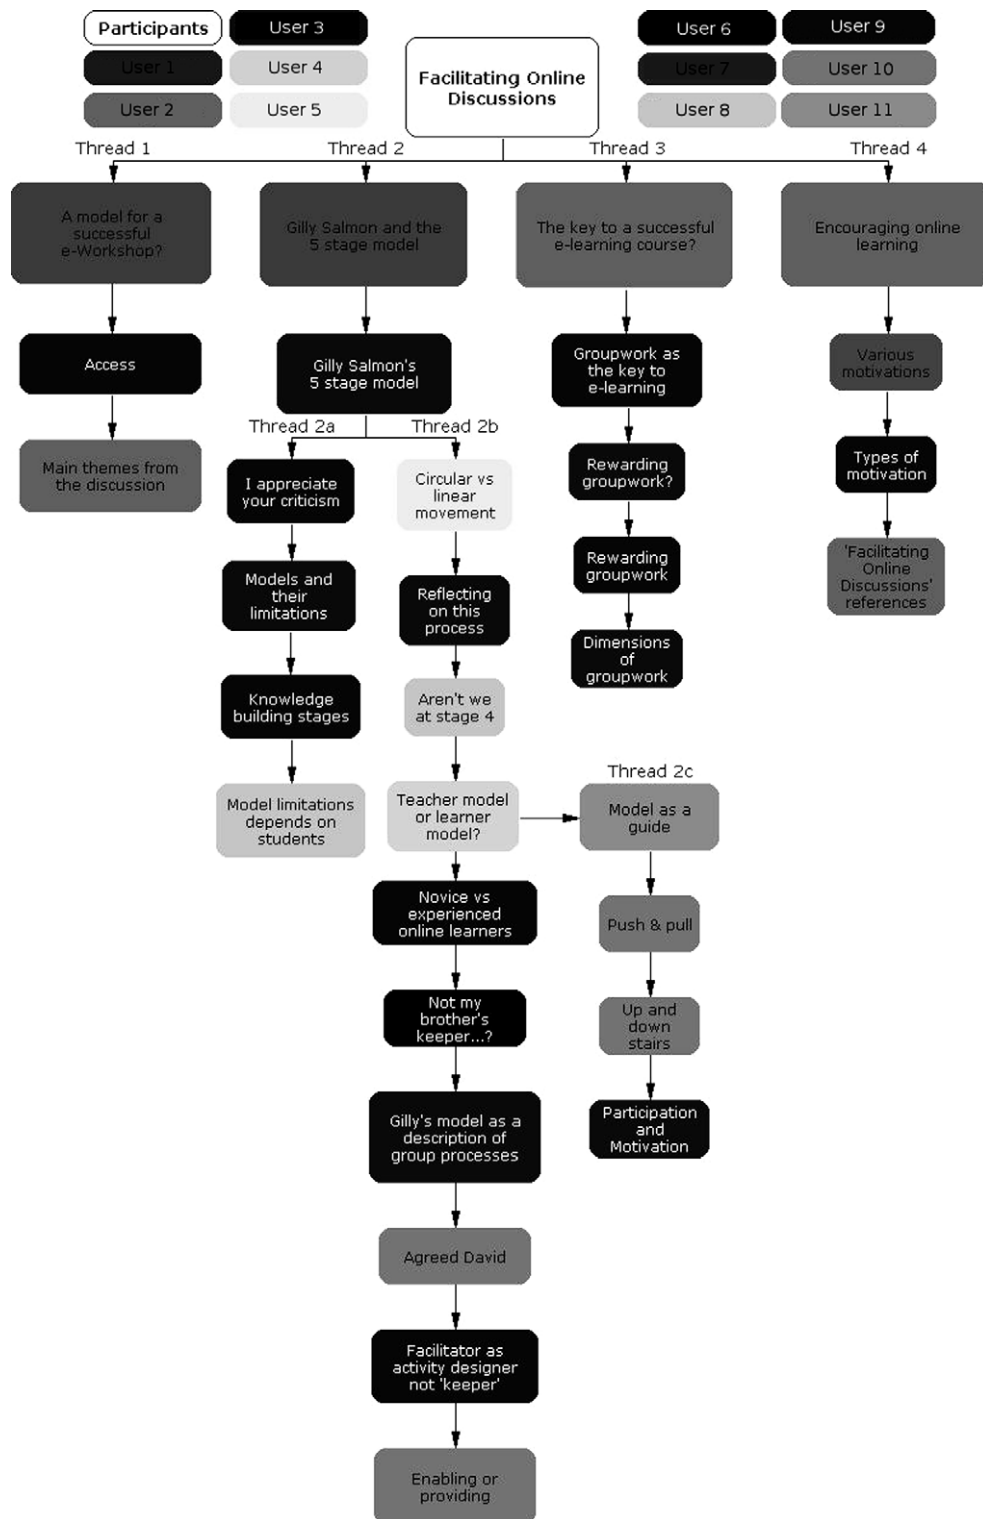 Participants
User 3
User 1
User 4
User 2
User 5
Facilitating Online
Discussions
User 6
User 9
User 7
User 10
User 8
User 11
Thread 1
Thread 2
Thread 3
Thread 4
A model for a
successful
e-Workshop?
Gilly Salmon and the
5 stage model
The key to a successful
e-learning course?
Encouraging online
learning
Access
Main themes from
the discussion
Gilly Salmon's
5 stage model
Thread 2a
Thread 2b
I appreciate
your criticism
Models and
their
limitations
Knowledge
building stages
Model limitations
depends on
students
Circular vs
linear
movement
Reflecting
on this
process
Aren't we
at stage 4
Teacher model
or learner
model?
Novice vs
experienced
online learners
Not my
brother's
keeper...?
Gilly's model as a
description of
group processes
Agreed David
Facilitator as
activity designer
not 'keeper'
Enabling or
providing
Thread 2c
Model as a
guide
Push & pull
Up and
down
stairs
Participation
and
Motivation
Groupwork as
the key to
e-learning
Rewarding
groupwork?
Rewarding
groupwork
Dimensions
of
groupwork
Various
motivations
Types of
motivation
'Facilitating
Online
Discussions'
references